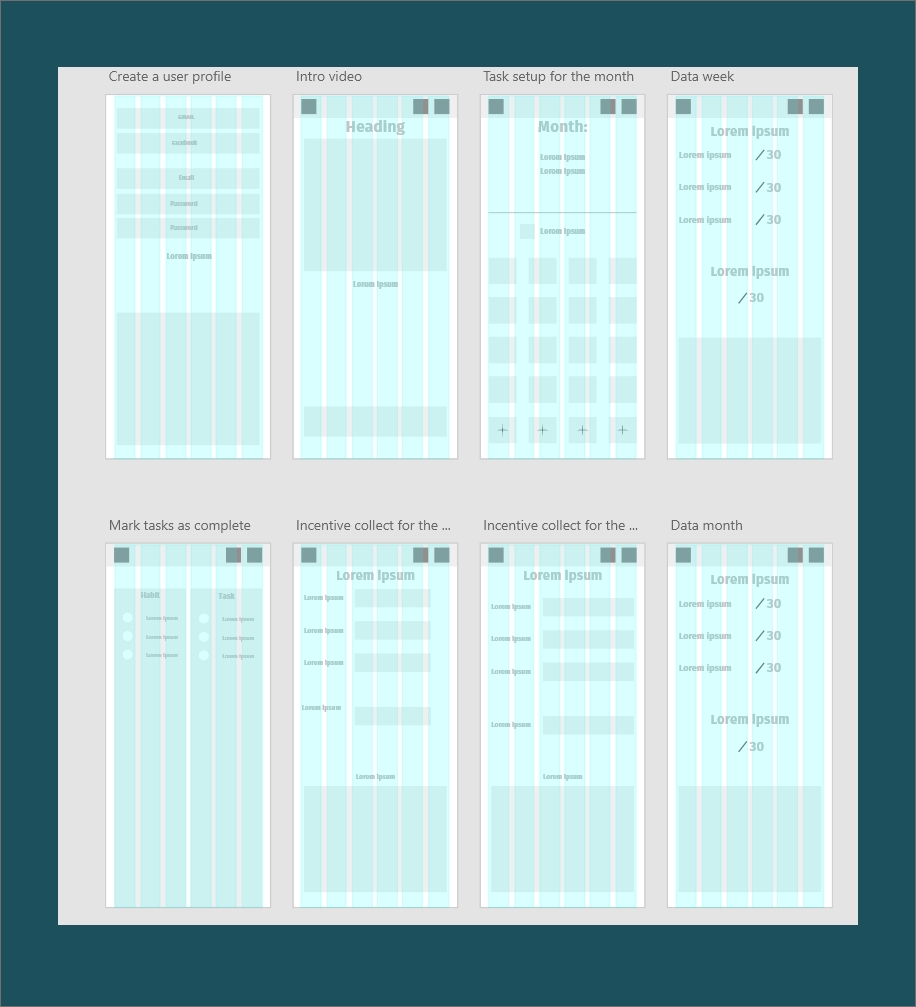 Create a user profile
GMAIL
Facebook
Email
Password
Password
Lorem Ipsum
Intro video
Heading
Lorem Ipsum
Task setup for the month
Month:
Lorem Ipsum
Lorem Ipsum
Lorem Ipsum
+ + + +
Data week
Lorem Ipsum
Lorem Ipsum /30
Lorem Ipsum /30
Lorem Ipsum /30
Lorem Ipsum
/30
Mark tasks as complete
Habit Task
Lorem Ipsum Lorem Ipsum
Lorem Ipsum Lorem Ipsum
Lorem Ipsum Lorem Ipsum
Incentive collect for the ...
Lorem Ipsum
Lorem Ipsum
Lorem Ipsum
Lorem Ipsum
Lorem Ipsum
Lorem Ipsum
Incentive collect for the ...
Lorem Ipsum
Lorem Ipsum
Lorem Ipsum
Lorem Ipsum
Lorem Ipsum
Lorem Ipsum
Data month
Lorem Ipsum
Lorem Ipsum /30
Lorem Ipsum /30
Lorem Ipsum /30
Lorem Ipsum
/30